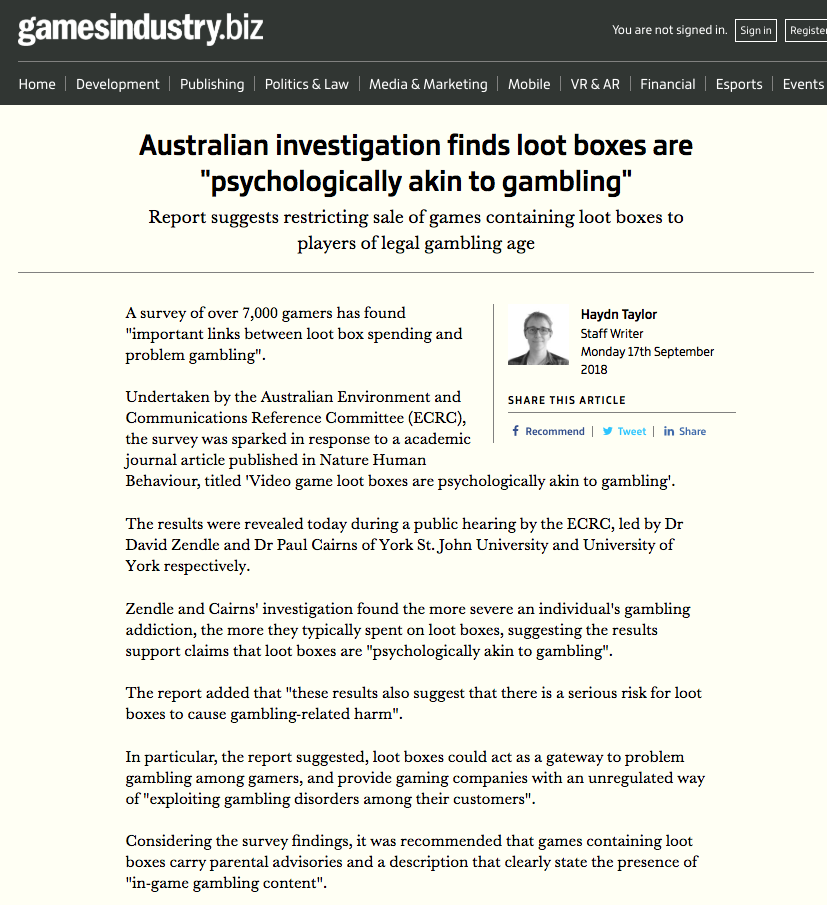 gamesindustry.biz
You are not signed in. Sign in Register
Home Development Publishing Politics & Law Media & Marketing Mobile VR & AR Financial Esports Events
Australian investigation finds loot boxes are
"psychologically akin to gambling"
Report suggests restricting sale of games containing loot boxes to
players of legal gambling age
A survey of over 7,000 gamers has found
"important links between loot box spending and
problem gambling".
Haydn Taylor
Staff Writer
Monday 17th September
2018
SHARE THIS ARTICLE
Recommend Tweet Share
Undertaken by the Australian Environment and
Communications Reference Committee (ECRC),
the survey was sparked in response to a academic
journal article published in Nature Human
Behaviour, titled 'Video game loot boxes are psychologically akin to gambling'.
The results were revealed today during a public hearing by the ECRC, led by Dr
David Zendle and Dr Paul Cairns of York St. John University and University of
York respectively.
Zendle and Cairns' investigation found the more severe an individual's gambling
addiction, the more they typically spent on loot boxes, suggesting the results
support claims that loot boxes are "psychologically akin to gambling".
The report added that "these results also suggest that there is a serious risk for loot
boxes to cause gambling-related harm".
In particular, the report suggested, loot boxes could act as a gateway to problem
gambling among gamers, and provide gaming companies with an unregulated way
of "exploiting gambling disorders among their customers".
Considering the survey findings, it was recommended that games containing loot
boxes carry parental advisories and a description that clearly state the presence of
"in-game gambling content".